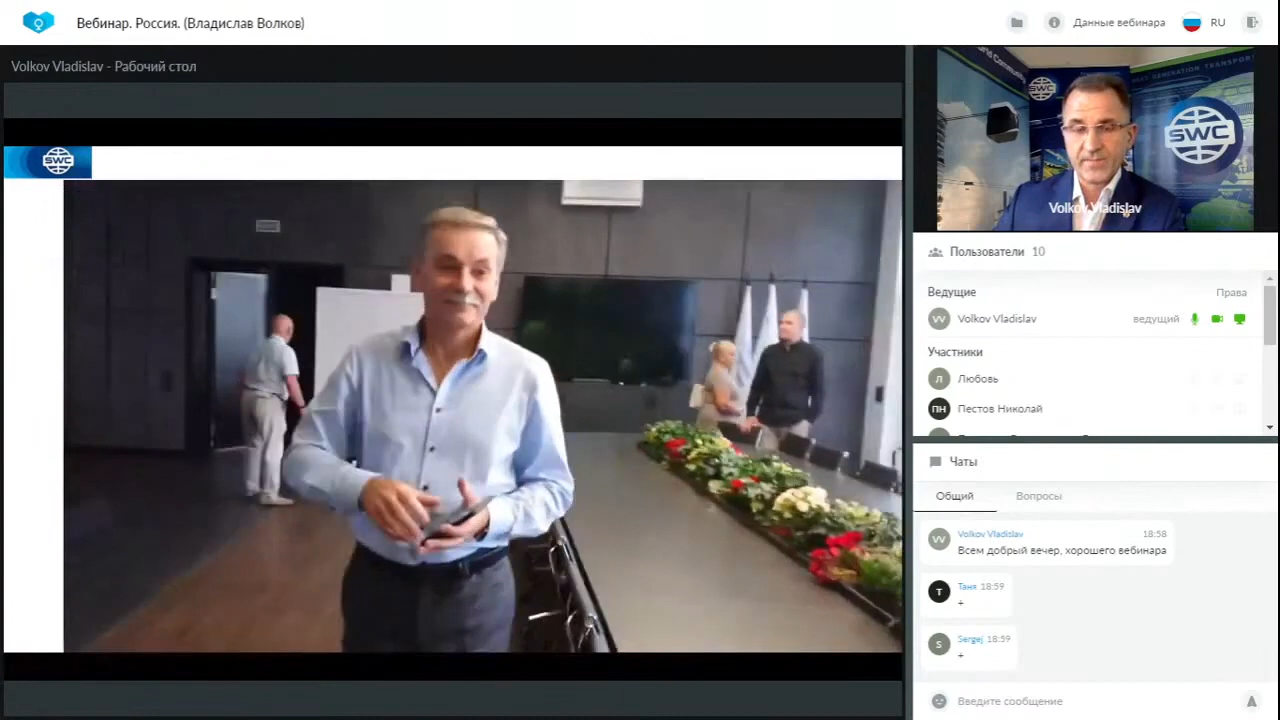 Вебинар. Россия. (Владислав Волков)
Данные вебинара
RU
Volkov Vladislav - Рабочий стол
SWC
SWC
SWC
Volkov Vladislav
Пользователи 10
Ведущие
Права
VV Volkov Vladislav ведущий
Участники
Л Любовь
ПН Пестов Николай
Чаты
Общий Вопросы
VV Volkov Vladislav 18:58
Всем добрый вечер, хорошего вебинара
T Таня 18:59
+
S Sergej 18:59
+
Введите сообщение